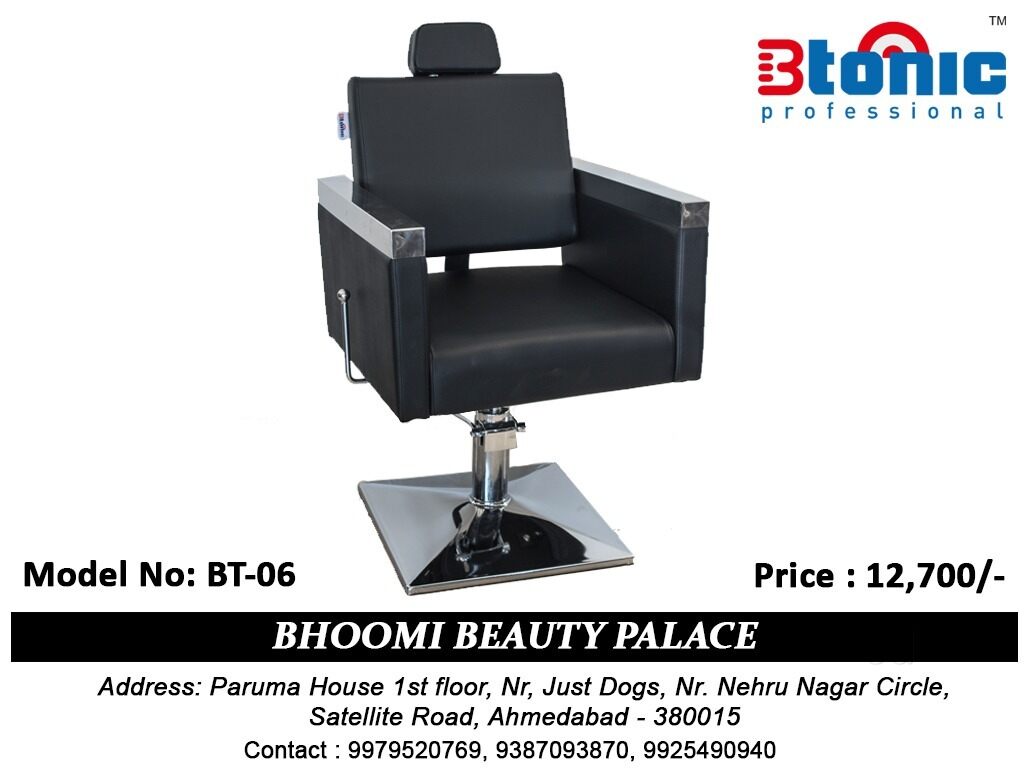 TM
Btonic
professional
Btonic
Model No: BT-06
Price : 12,700/-
BHOOMI BEAUTY PALACE
Address: Paruma House 1st floor, Nr, Just Dogs, Nr. Nehru Nagar Circle,
Satellite Road, Ahmedabad - 380015
Contact : 9979520769, 9387093870, 9925490940